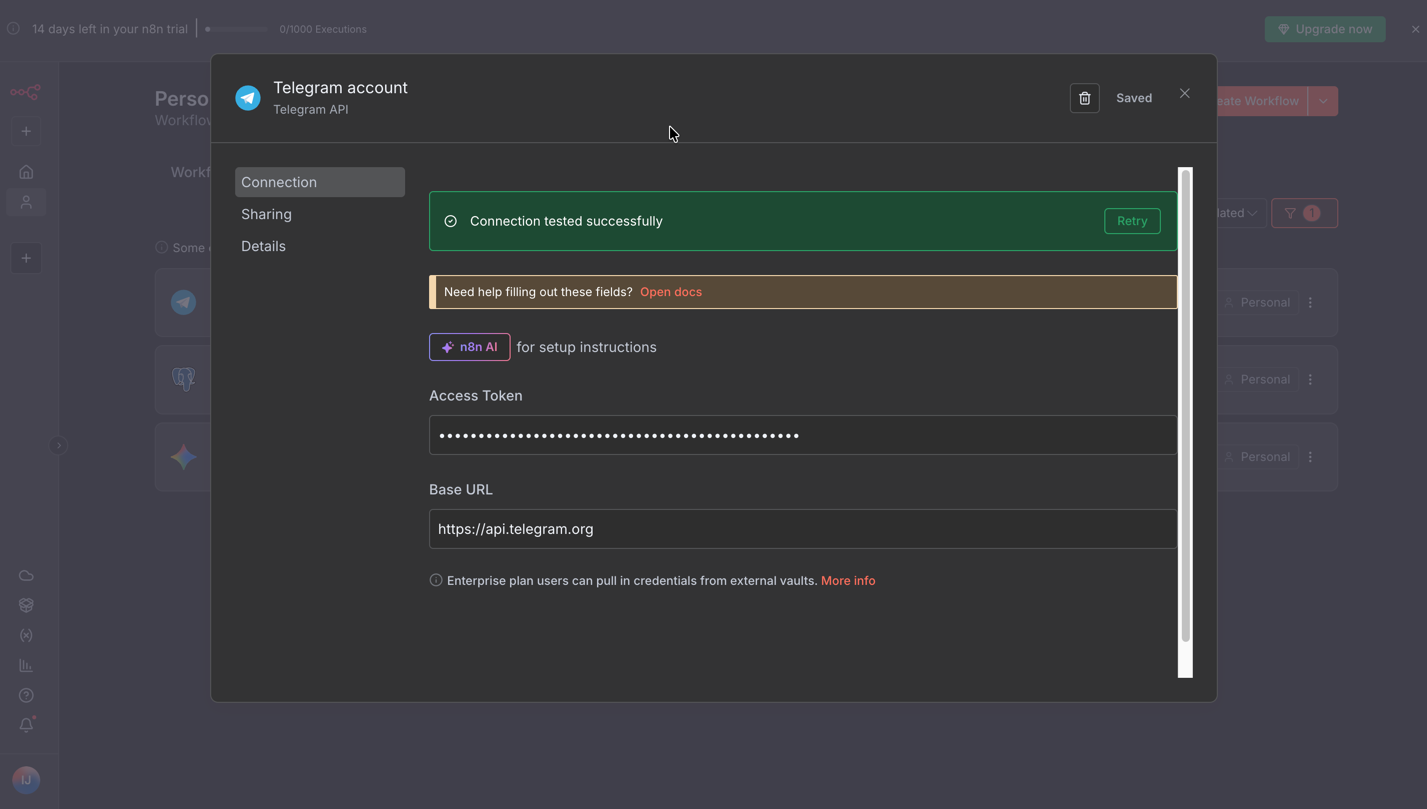 14 days left in your n8n trial
0/1000 Executions
Upgrade now
Telegram account
Telegram API
Saved
Connection
Sharing
Details
Connection tested successfully
Retry
Need help filling out these fields? Open docs
n8n AI for setup instructions
Access Token
••••••••••••••••••••••••••••••••••••••••••••••
Base URL
https://api.telegram.org
Enterprise plan users can pull in credentials from external vaults. More info
Perso
Workflow
eate Workflow
Workf
lated
1
Some
Personal
Personal
Personal
IJ